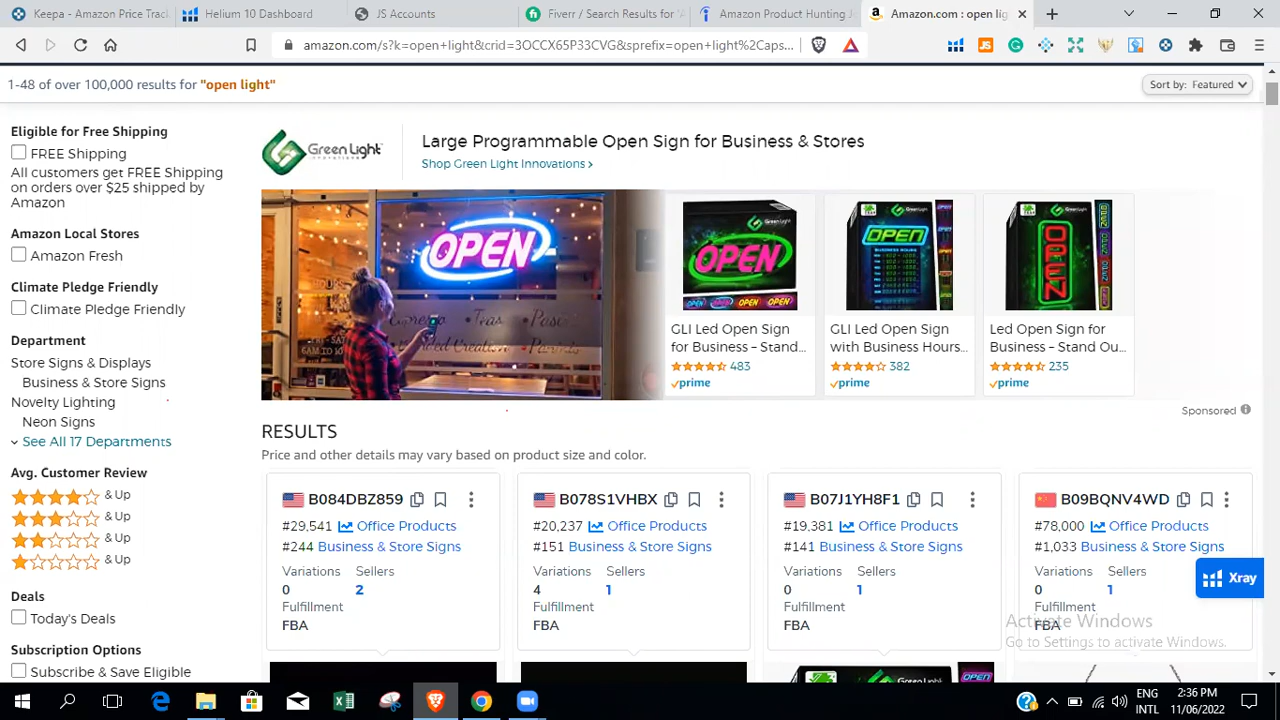 Keepa - Amazon Price Track
Helium 10 Dashboard
JS Accounts
Fiverr / Search Results for 'A
Amazon Product Hunting J
Amazon.com : open lig
amazon.com/s?k=open+light&crid=3OCCX65P33CVG&sprefix=open+light%2Caps...
1-48 of over 100,000 results for "open light"
Sort by: Featured
Eligible for Free Shipping
FREE Shipping
All customers get FREE Shipping
on orders over $25 shipped by
Amazon
Amazon Local Stores
Amazon Fresh
Climate Pledge Friendly
Climate Pledge Friendly
Department
Store Signs & Displays
Business & Store Signs
Novelty Lighting
Neon Signs
See All 17 Departments
Avg. Customer Review
& Up
& Up
& Up
& Up
Deals
Today's Deals
Subscription Options
Subscribe & Save Eligible
Green Light
INNOVATIONS
Large Programmable Open Sign for Business & Stores
Shop Green Light Innovations ›
OPEN
OPEN
OPEN
OPEN
GLI Led Open Sign
for Business – Stand...
483
prime
GLI Led Open Sign
with Business Hours...
382
prime
Led Open Sign for
Business – Stand Ou...
235
prime
Sponsored
RESULTS
Price and other details may vary based on product size and color.
B084DBZ859
#29,541 Office Products
#244 Business & Store Signs
Variations Sellers
0 2
Fulfillment
FBA
B078S1VHBX
#20,237 Office Products
#151 Business & Store Signs
Variations Sellers
4 1
Fulfillment
FBA
B07J1YH8F1
#19,381 Office Products
#141 Business & Store Signs
Variations Sellers
0 1
Fulfillment
FBA
B09BQNV4WD
#78,000 Office Products
#1,033 Business & Store Signs
Variations Sellers
0 1
Fulfillment
FBA
Xray
Activate Windows
Go to Settings to activate Windows.
ENG
INTL
2:36 PM
11/06/2022